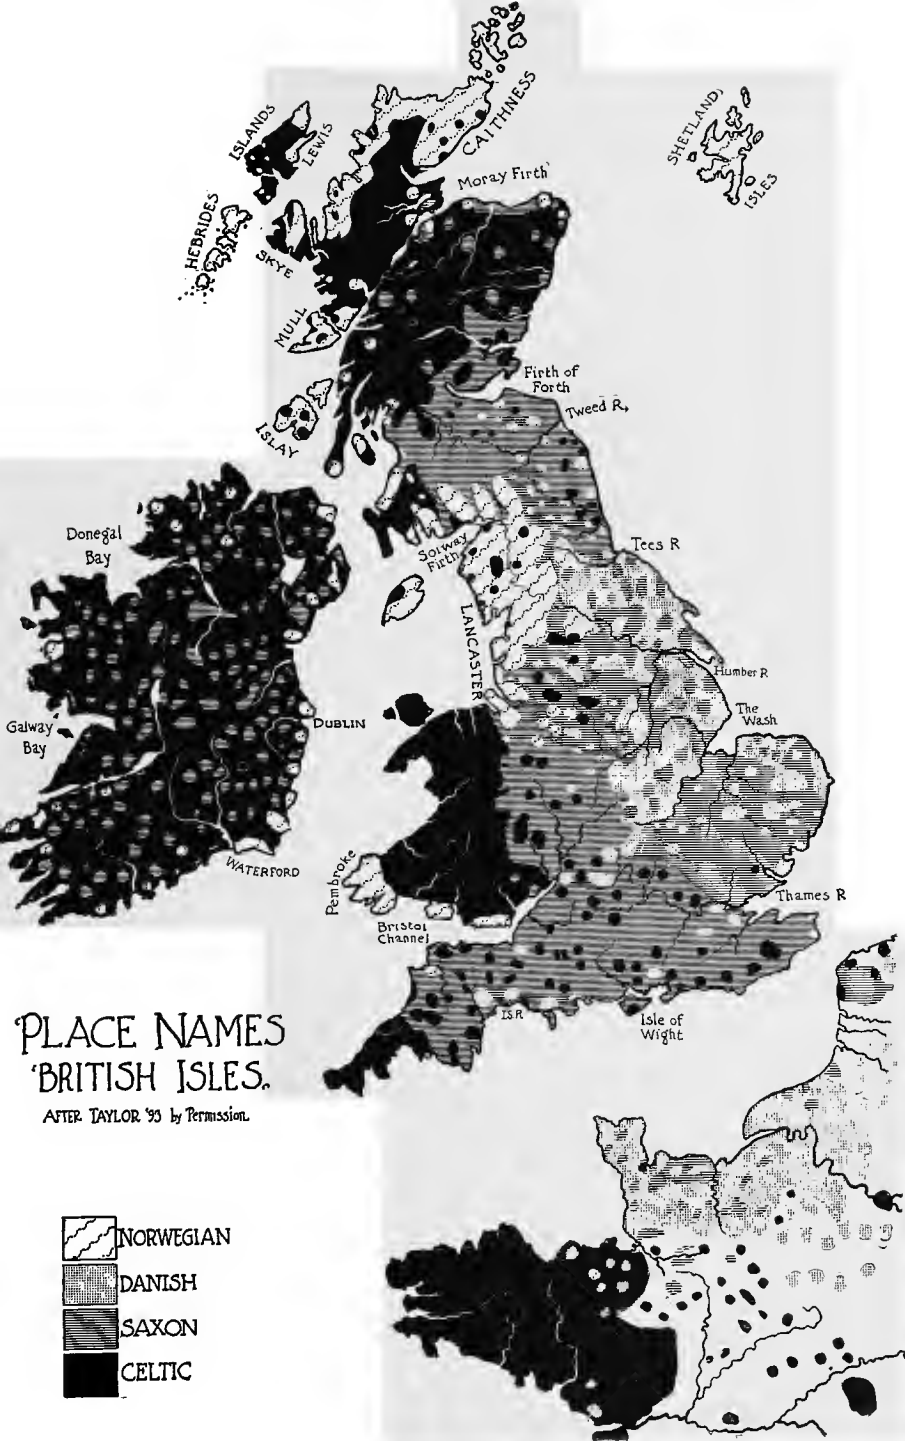 ISLANDS
LEWIS
CAITHNESS
SHETLAND
ISLES
Moray Firth
HEBRIDES
SKYE
MULL
Firth of
Forth
Tweed R.
ISLAY
Donegal
Bay
Solway
Firth
Tees R
LANCASTER
Humber R
The
Wash
Galway
Bay
DUBLIN
WATERFORD
Pembroke
Thames R
Bristol
Channel
Isle of
Wight
PLACE NAMES
BRITISH ISLES.
AFTER TAYLOR '93 by Permission.
NORWEGIAN
DANISH
SAXON
CELTIC